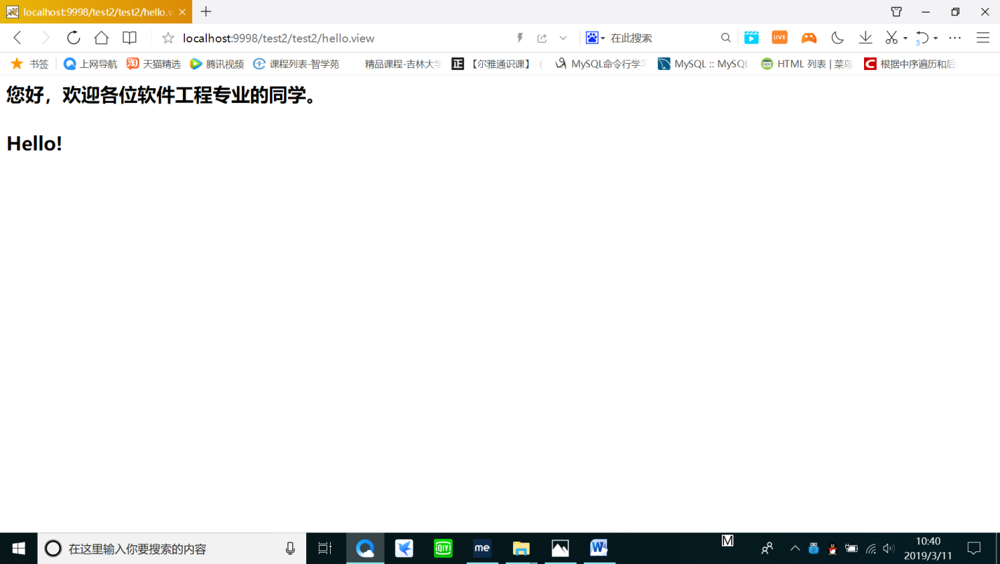 localhost:9998/test2/test2/hello.vi
localhost:9998/test2/test2/hello.view
在此搜索
LIVE
3
书签
上网导航
淘
天猫精选
腾讯视频
课程列表-智学苑
精品课程-吉林大学
正
【尔雅通识课】
MySQL命令行学习
MySQL :: MySQL
HTML 列表 | 菜鸟
C
根据中序遍历和后
您好，欢迎各位软件工程专业的同学。
Hello!
在这里输入你要搜索的内容
iQIYI
me
W
M
10:40
2019/3/11